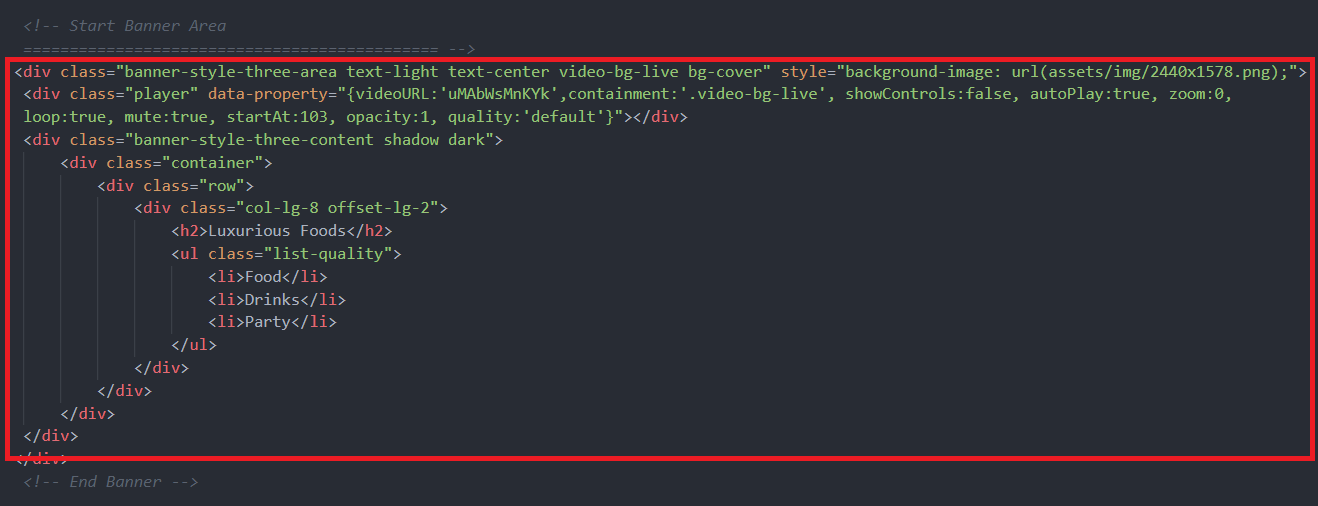 <!-- Start Banner Area
============================================= -->
<div class="banner-style-three-area text-light text-center video-bg-live bg-cover" style="background-image: url(assets/img/2440x1578.png);">
<div class="player" data-property="{videoURL:'uMAbWsMnKYk',containment:'.video-bg-live', showControls:false, autoPlay:true, zoom:0,
loop:true, mute:true, startAt:103, opacity:1, quality:'default'}"></div>
<div class="banner-style-three-content shadow dark">
<div class="container">
<div class="row">
<div class="col-lg-8 offset-lg-2">
<h2>Luxurious Foods</h2>
<ul class="list-quality">
<li>Food</li>
<li>Drinks</li>
<li>Party</li>
</ul>
</div>
</div>
</div>
</div>
</div>
<!-- End Banner -->